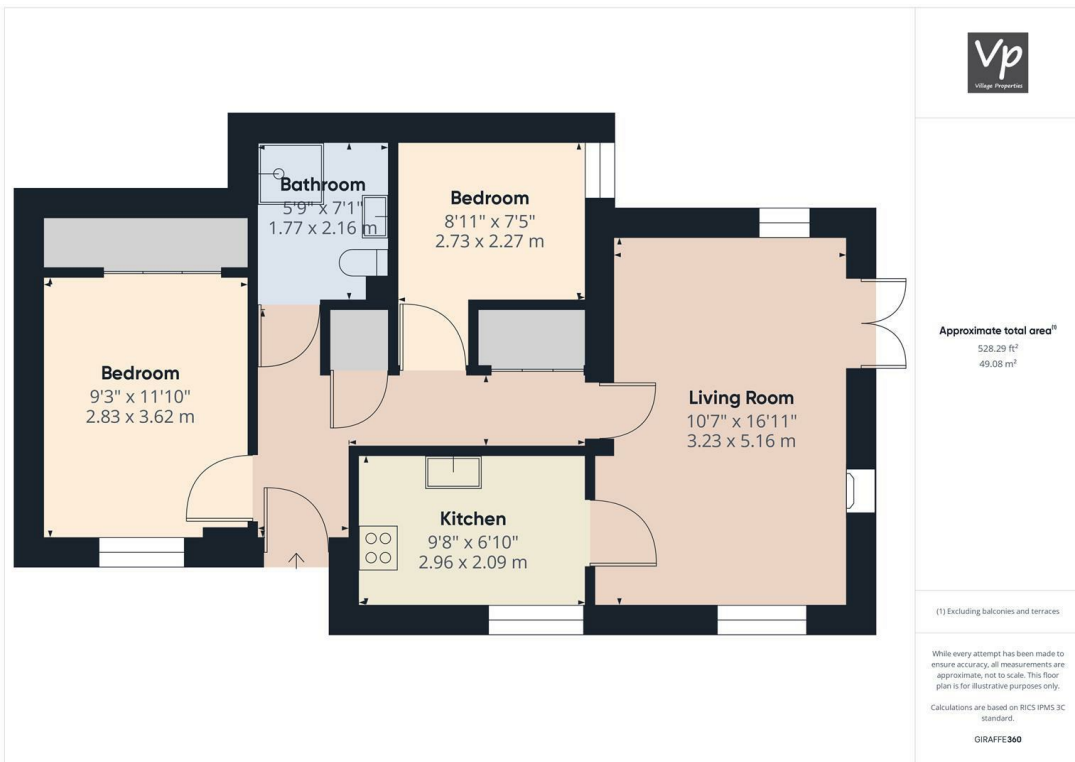 Bathroom
5'9" x 7'1"
1.77 x 2.16 m
Bedroom
8'11" x 7'5"
2.73 x 2.27 m
Bedroom
9'3" x 11'10"
2.83 x 3.62 m
Living Room
10'7" x 16'11"
3.23 x 5.16 m
Kitchen
9'8" x 6'10"
2.96 x 2.09 m
Vp
Village Properties
Approximate total area(1)
528.29 ft²
49.08 m²
(1) Excluding balconies and terraces
While every attempt has been made to
ensure accuracy, all measurements are
approximate, not to scale. This floor
plan is for illustrative purposes only.
Calculations are based on RICS IPMS 3C
standard.
GIRAFFE360